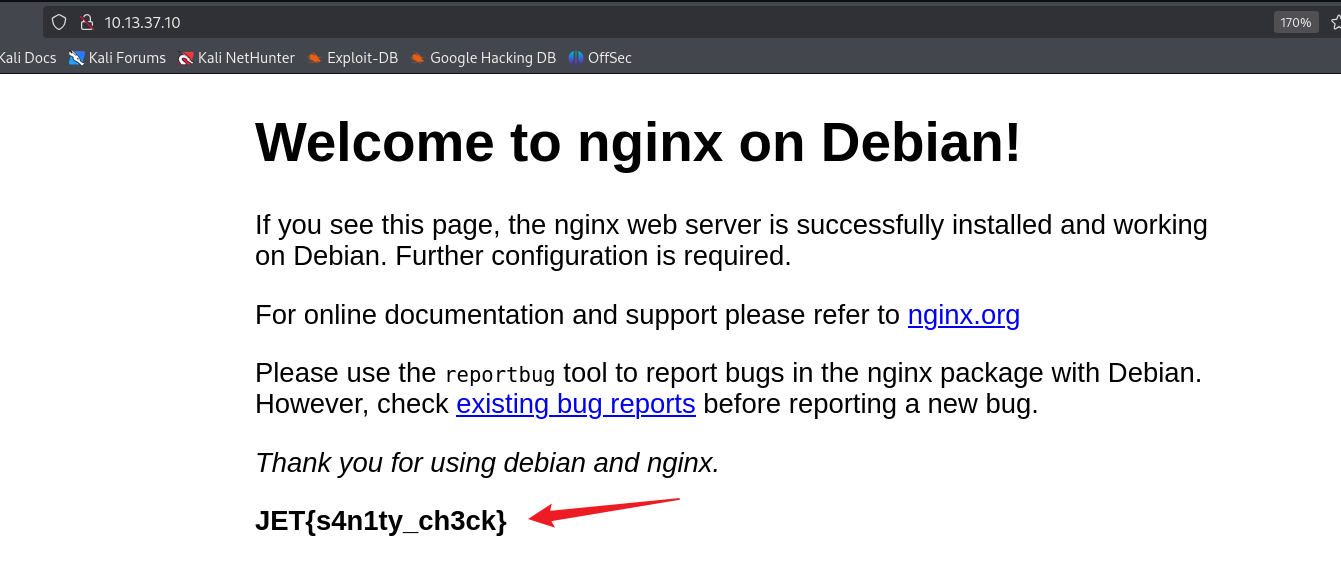 10.13.37.10
170%
Kali Docs Kali Forums Kali NetHunter Exploit-DB Google Hacking DB OffSec
Welcome to nginx on Debian!
If you see this page, the nginx web server is successfully installed and working
on Debian. Further configuration is required.
For online documentation and support please refer to nginx.org
Please use the reportbug tool to report bugs in the nginx package with Debian.
However, check existing bug reports before reporting a new bug.
Thank you for using debian and nginx.
JET{s4n1ty_ch3ck}